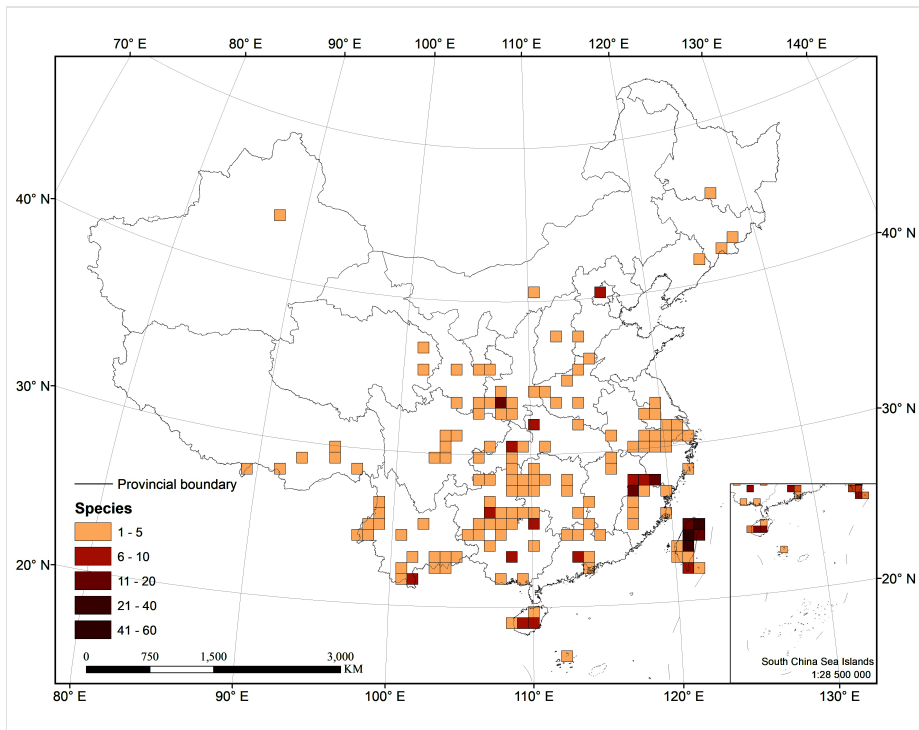 70° E 80° E 90° E 100° E 110° E 120° E 130° E 140° E
40° N
40° N
30° N
30° N
20° N
20° N
Provincial boundary
Species
1 - 5
6 - 10
11 - 20
21 - 40
41 - 60
0 750 1,500 3,000
KM
South China Sea Islands
1:28 500 000
80° E 90° E 100° E 110° E 120° E 130° E